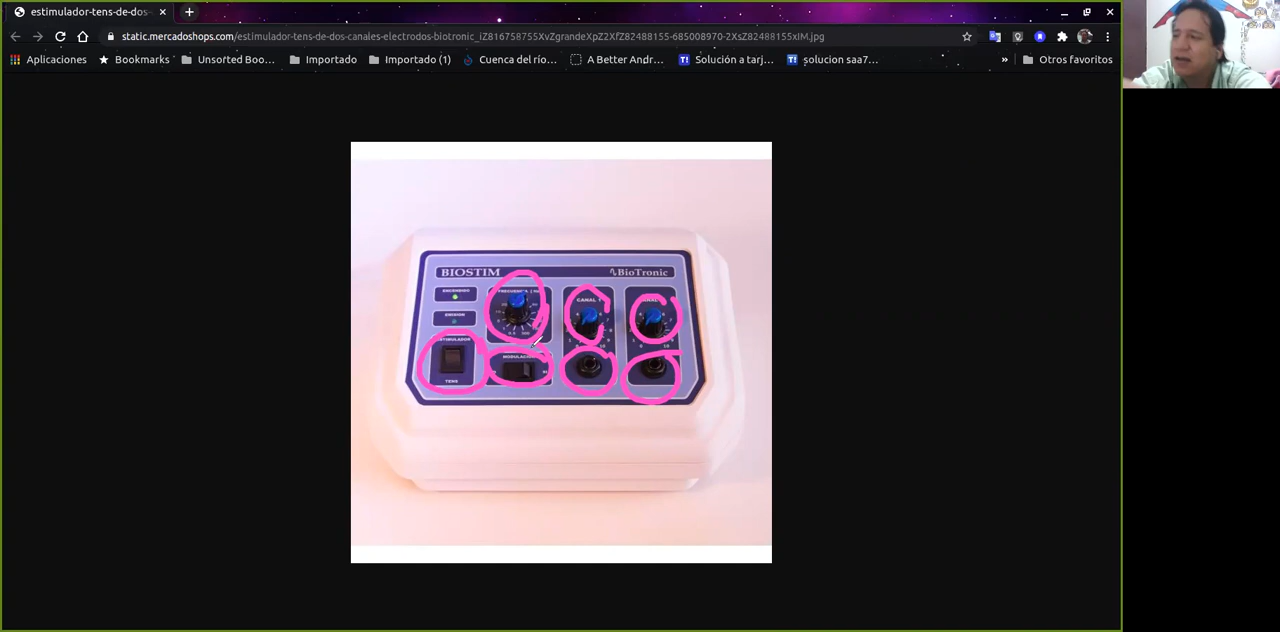 estimulador-tens-de-dos-
static.mercadoshops.com/estimulador-tens-de-dos-canales-electrodos-biotronic_iZ816758755XvZgrandeXpZ2XfZ82488155-685008970-2XsZ82488155xIM.jpg
Aplicaciones Bookmarks Unsorted Boo... Importado Importado (1) Cuenca del río... A Better Andr... Solución a tarj... solucion saa7... » Otros favoritos
BIOSTIM BioTronic
ENCENDIDO
EMISION
CANAL
TENS